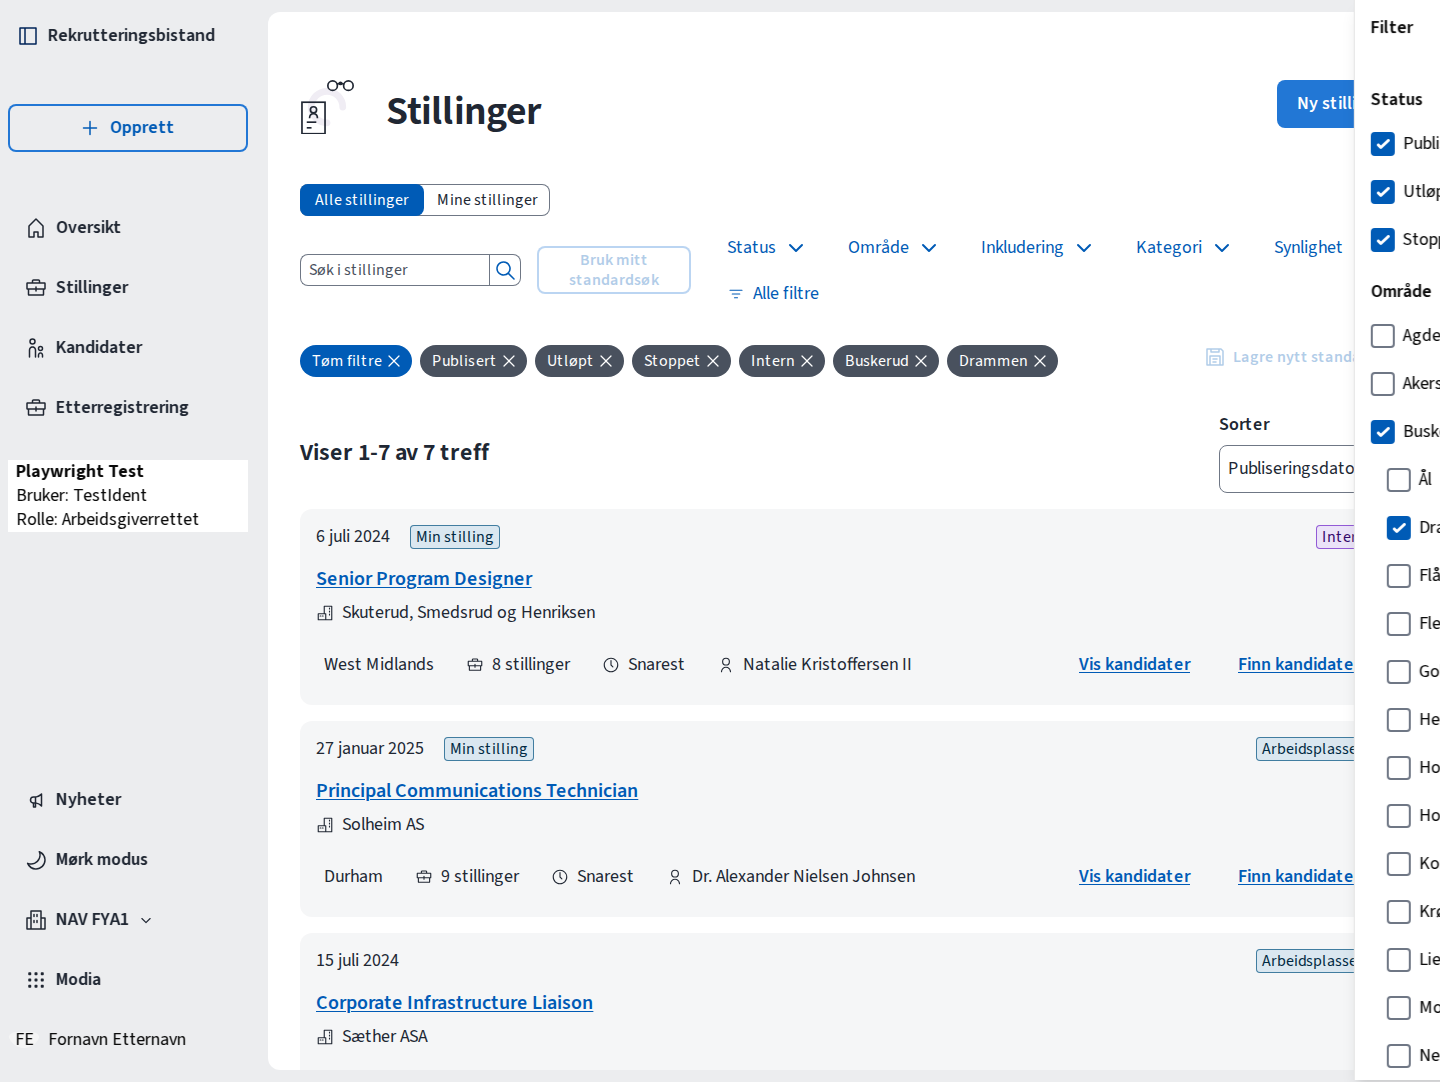 Rekrutteringsbistand
Opprett
Oversikt
Stillinger
Kandidater
Etterregistrering
Playwright Test
Bruker: TestIdent
Rolle: Arbeidsgiverrettet
Nyheter
Mørk modus
NAV FYA1
Modia
FE Fornavn Etternavn
Stillinger
Ny stilli
Alle stillinger Mine stillinger
Søk i stillinger
Bruk mitt
standardsøk
Status Område Inkludering Kategori Synlighet
Alle filtre
Tøm filtre Publisert Utløpt Stoppet Intern Buskerud Drammen
Lagre nytt standa
Viser 1-7 av 7 treff
Sorter
Publiseringsdato
6 juli 2024 Min stilling Inter
Senior Program Designer
Skuterud, Smedsrud og Henriksen
West Midlands 8 stillinger Snarest Natalie Kristoffersen II Vis kandidater Finn kandidate
27 januar 2025 Min stilling Arbeidsplasse
Principal Communications Technician
Solheim AS
Durham 9 stillinger Snarest Dr. Alexander Nielsen Johnsen Vis kandidater Finn kandidate
15 juli 2024 Arbeidsplasse
Corporate Infrastructure Liaison
Sæther ASA
Filter
Status
Publi
Utløp
Stopp
Område
Agde
Akers
Busk
Ål
Dra
Flå
Fle
Go
He
Ho
Ho
Ko
Krø
Lie
Mo
Ne